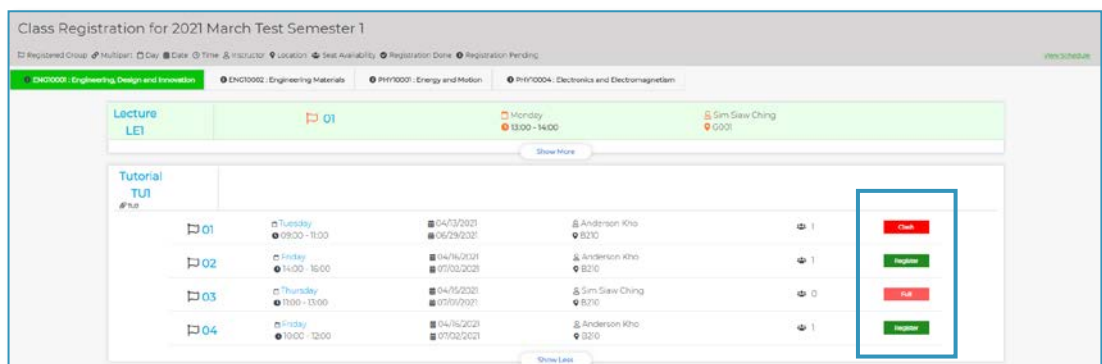 Class Registration for 2021 March Test Semester 1
Registered Group Multipart Day Date Time Instructor Location Seat Availability Registration Done Registration Pending View Schedule
ENG10001 : Engineering, Design and Innovation ENG10002 : Engineering Materials PHY10001 : Energy and Motion PHY10004 : Electronics and Electromagnetism
Lecture 01 Monday Sim Siaw Ching
LE1 13:00 - 14:00 G001
Show More
Tutorial
TU1
01 Tuesday 04/13/2021 Anderson Kho 1 Clash
09:00 - 11:00 06/29/2021 B210
02 Friday 04/16/2021 Anderson Kho 1 Register
14:00 - 16:00 07/02/2021 B210
03 Thursday 04/15/2021 Sim Siaw Ching 0 Full
11:00 - 13:00 07/01/2021 B210
04 Friday 04/16/2021 Anderson Kho 1 Register
10:00 - 12:00 07/02/2021 B210
Show Less